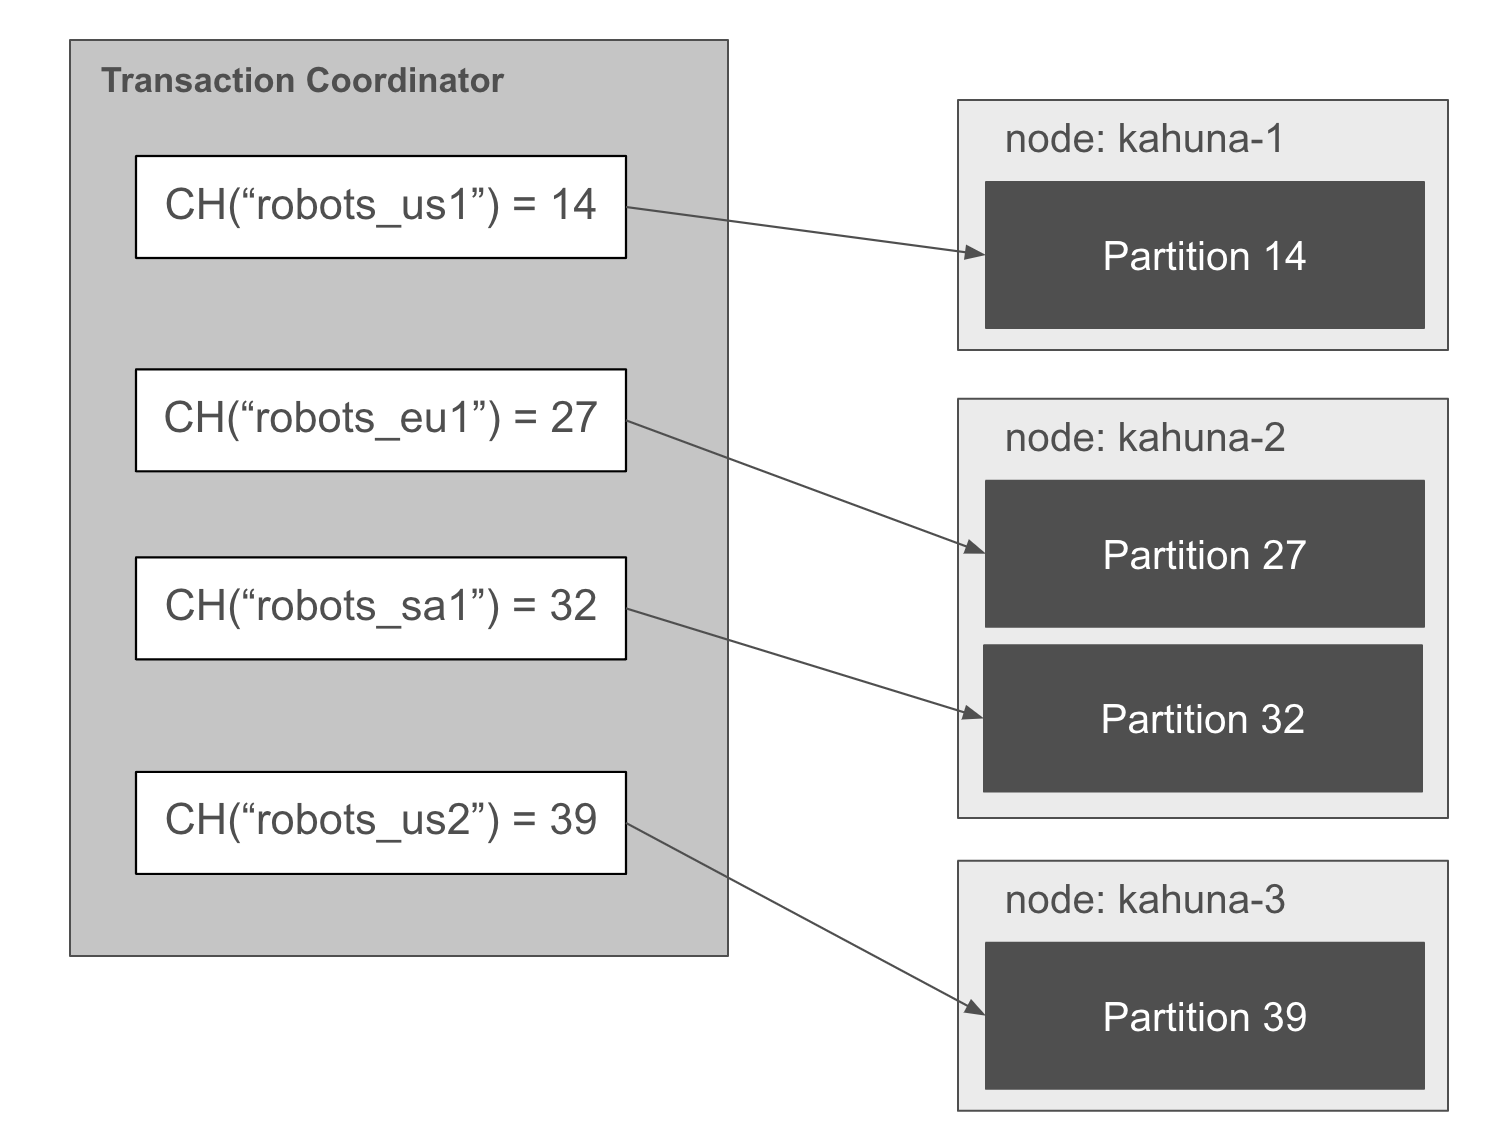 Transaction Coordinator
CH(“robots_us1”) = 14
CH(“robots_eu1”) = 27
CH(“robots_sa1”) = 32
CH(“robots_us2”) = 39
node: kahuna-1
Partition 14
node: kahuna-2
Partition 27
Partition 32
node: kahuna-3
Partition 39